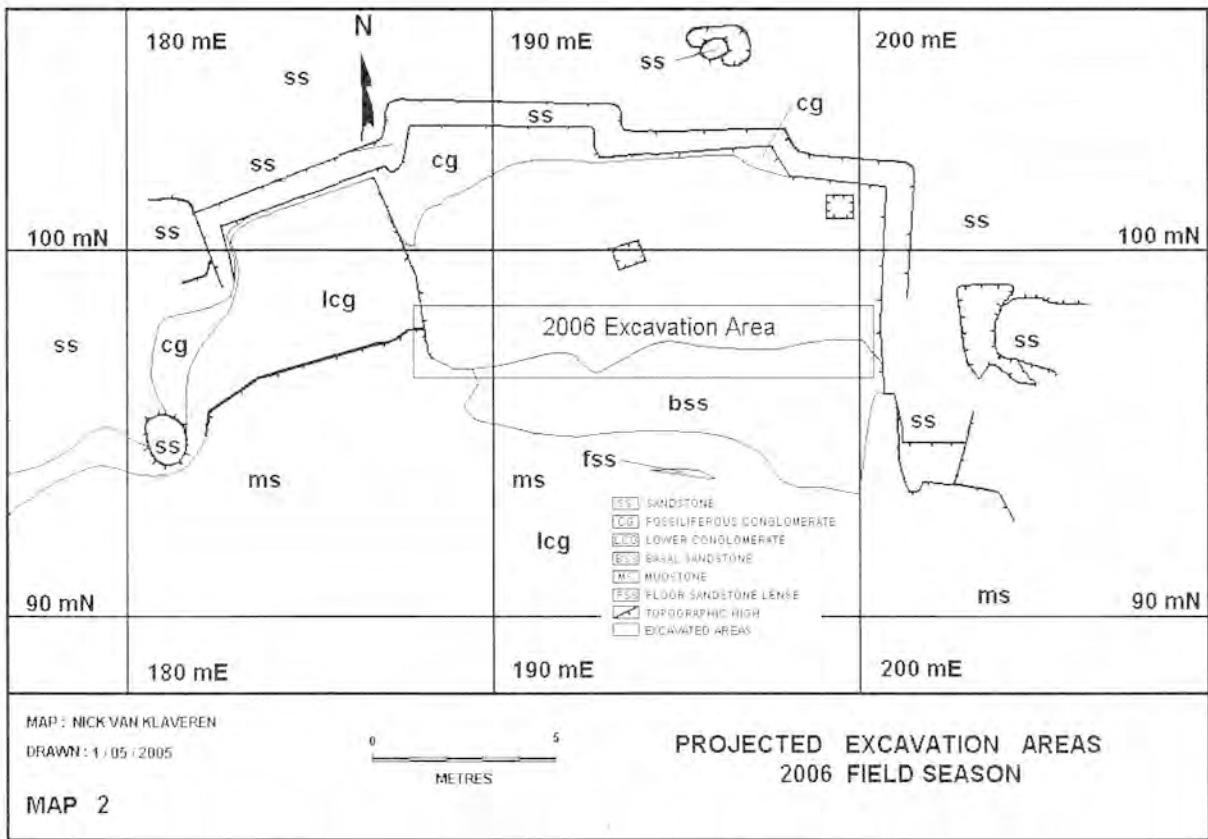 N
180 mE
190 mE
200 mE
ss
ss
cg
ss
cg
ss
ss
100 mN
ss
100 mN
lcg
2006 Excavation Area
ss
cg
ss
bss
ss
ss
fss
ms
ms
SS SANDSTONE
CG FOSSILIFEROUS CONGLOMERATE
lcg
LCG LOWER CONGLOMERATE
BSS BASAL SANDSTONE
MS MUDSTONE
FSS FLOOR SANDSTONE LENSE
ms
90 mN
TOPOGRAPHIC HIGH
90 mN
EXCAVATED AREAS
180 mE
190 mE
200 mE
MAP : NICK VAN KLAVEREN
DRAWN : 1 / 05 / 2005
0 5
METRES
PROJECTED EXCAVATION AREAS
2006 FIELD SEASON
MAP 2